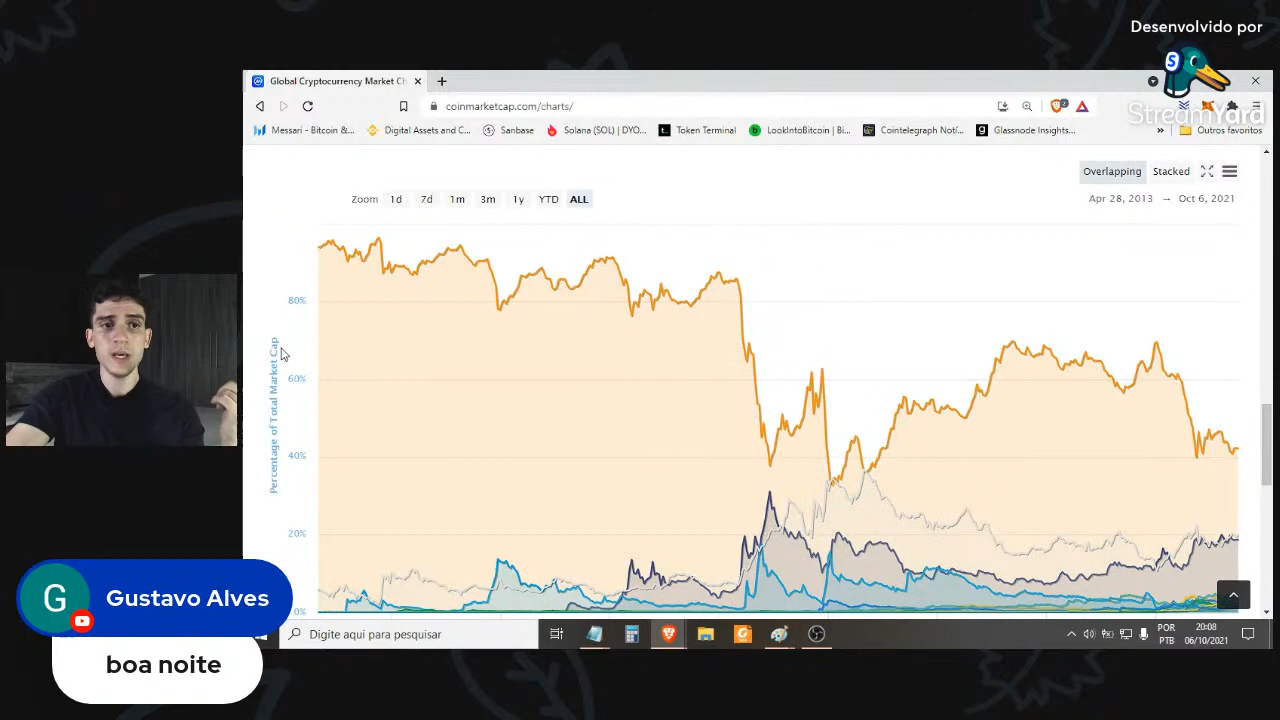 Desenvolvido por
S
StreamYard
Global Cryptocurrency Market Ch
coinmarketcap.com/charts/
2
Messari - Bitcoin &...
Digital Assets and C...
Sanbase
Solana (SOL) | DYO...
t.
Token Terminal
LookIntoBitcoin | Bi...
Cointelegraph Notí...
g
Glassnode Insights...
»
Outros favoritos
Overlapping
Stacked
Zoom
1d
7d
1m
3m
1y
YTD
ALL
Apr 28, 2013 → Oct 6, 2021
Percentage of Total Market Cap
80%
60%
40%
20%
0%
G
Gustavo Alves
boa noite
Digite aqui para pesquisar
POR
PTB
20:08
06/10/2021